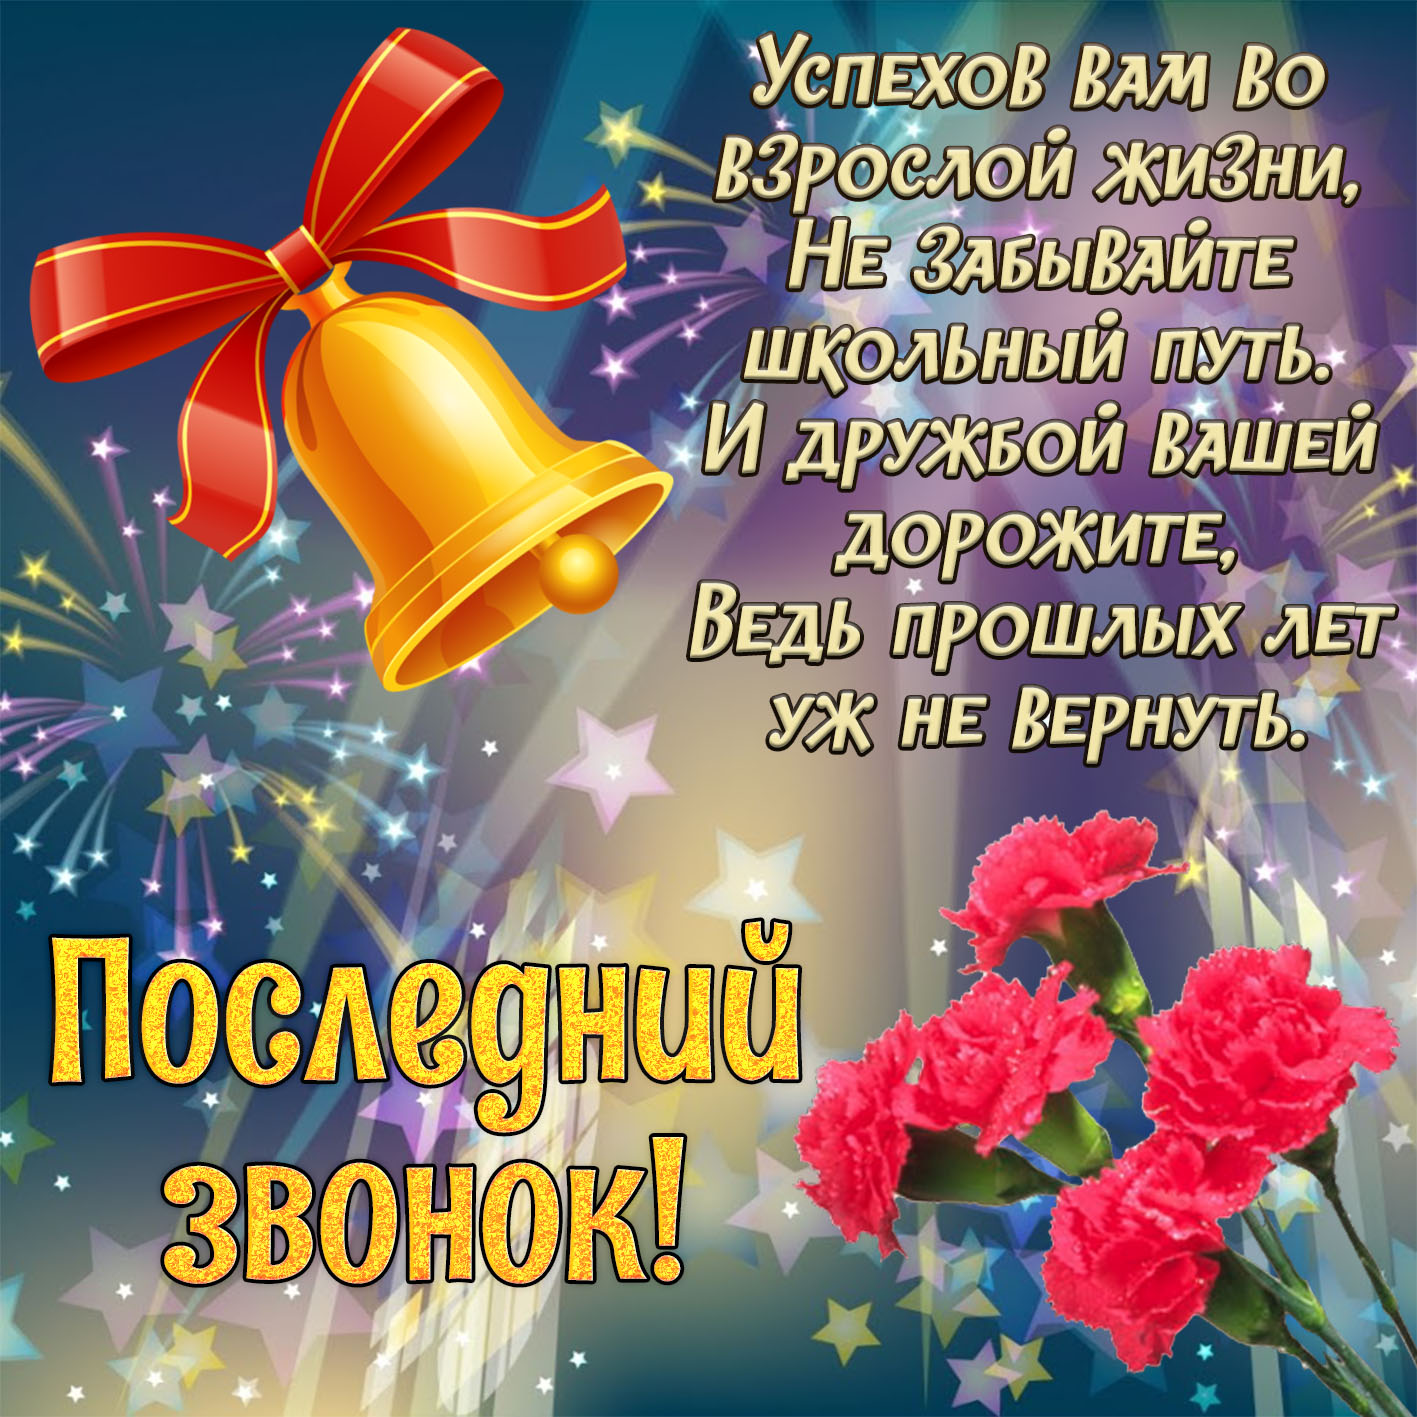 Успехов вам во
взрослой жизни,
Не забывайте
школьный путь.
И дружбой вашей
дорожите,
Ведь прошлых лет
уж не вернуть.
Последний
звонок!